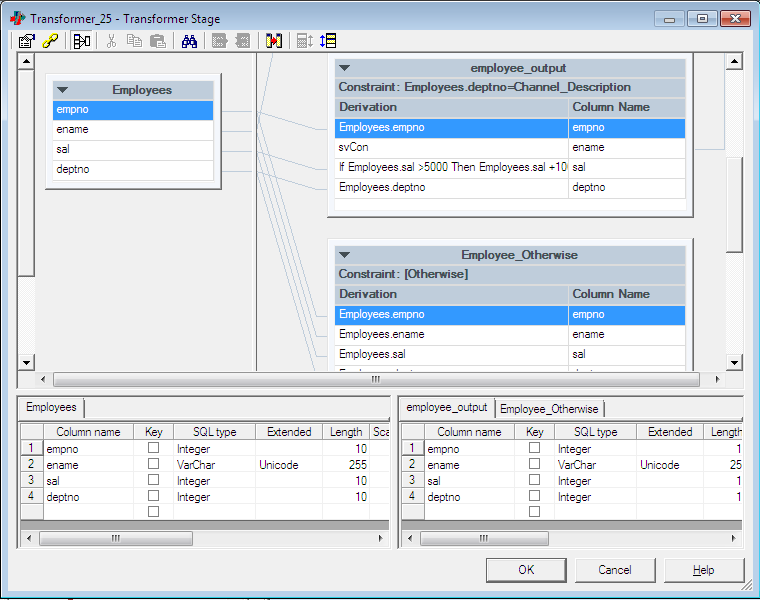 Transformer_25 - Transformer Stage
Employees
empno
ename
sal
deptno
employee_output
Constraint: Employees.deptno=Channel_Description
Derivation Column Name
Employees.empno empno
svCon ename
If Employees.sal >5000 Then Employees.sal +10 sal
Employees.deptno deptno
Employee_Otherwise
Constraint: [Otherwise]
Derivation Column Name
Employees.empno empno
Employees.ename ename
Employees.sal sal
Employees
Column name Key SQL type Extended Length Sca
1 empno Integer 10
2 ename VarChar Unicode 255
3 sal Integer 10
4 deptno Integer 10
employee_output Employee_Otherwise
Column name Key SQL type Extended Length
1 empno Integer 1
2 ename VarChar Unicode 25
3 sal Integer 1
4 deptno Integer 1
OK Cancel Help